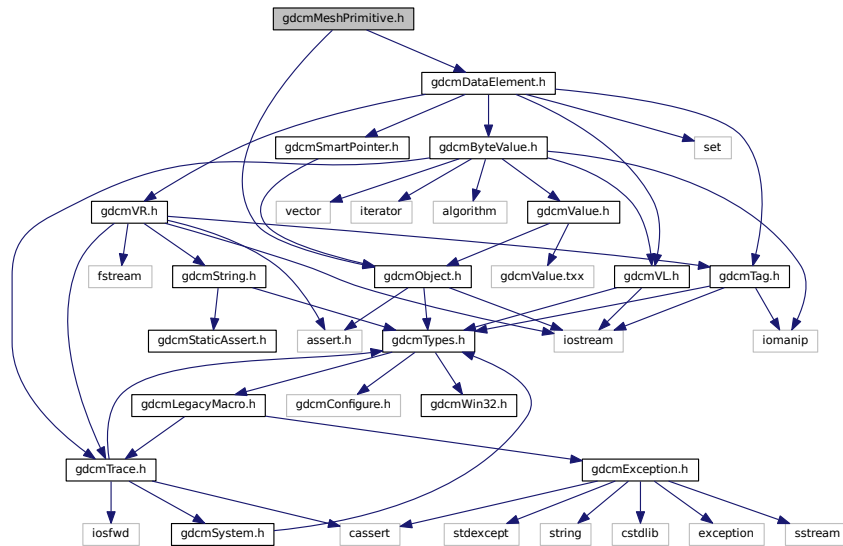 gdcmMeshPrimitive.h
gdcmDataElement.h
gdcmSmartPointer.h
gdcmByteValue.h
set
gdcmVR.h
vector
iterator
algorithm
gdcmValue.h
fstream
gdcmString.h
gdcmObject.h
gdcmValue.txx
gdcmVL.h
gdcmTag.h
gdcmStaticAssert.h
assert.h
gdcmTypes.h
iostream
iomanip
gdcmLegacyMacro.h
gdcmConfigure.h
gdcmWin32.h
gdcmTrace.h
gdcmException.h
iosfwd
gdcmSystem.h
cassert
stdexcept
string
cstdlib
exception
sstream